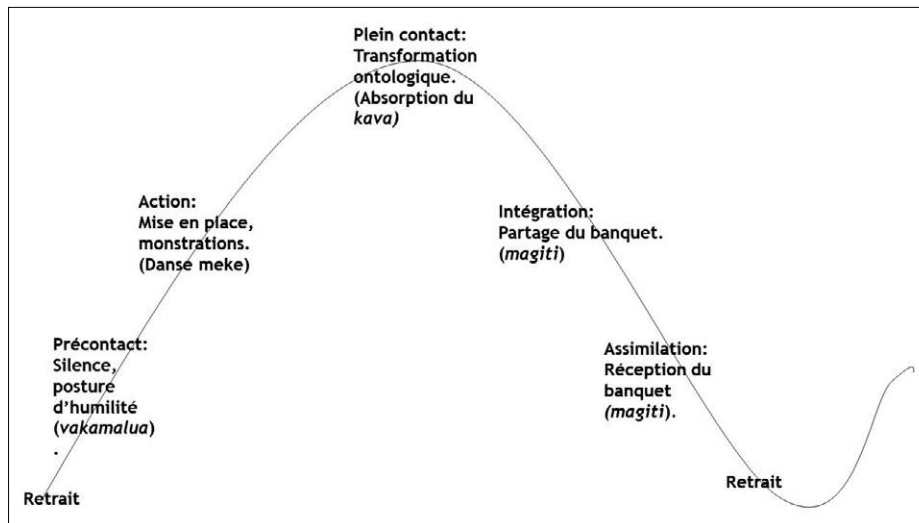 Plein contact:
Transformation
ontologique.
(Absorption du
kava)
Action:
Mise en place,
monstrations.
(Danse meke)
Intégration:
Partage du banquet.
(magiti)
Précontact:
Silence,
posture
d’humilité
(vakamalua)
.
Assimilation:
Réception du
banquet
(magiti).
Retrait
Retrait